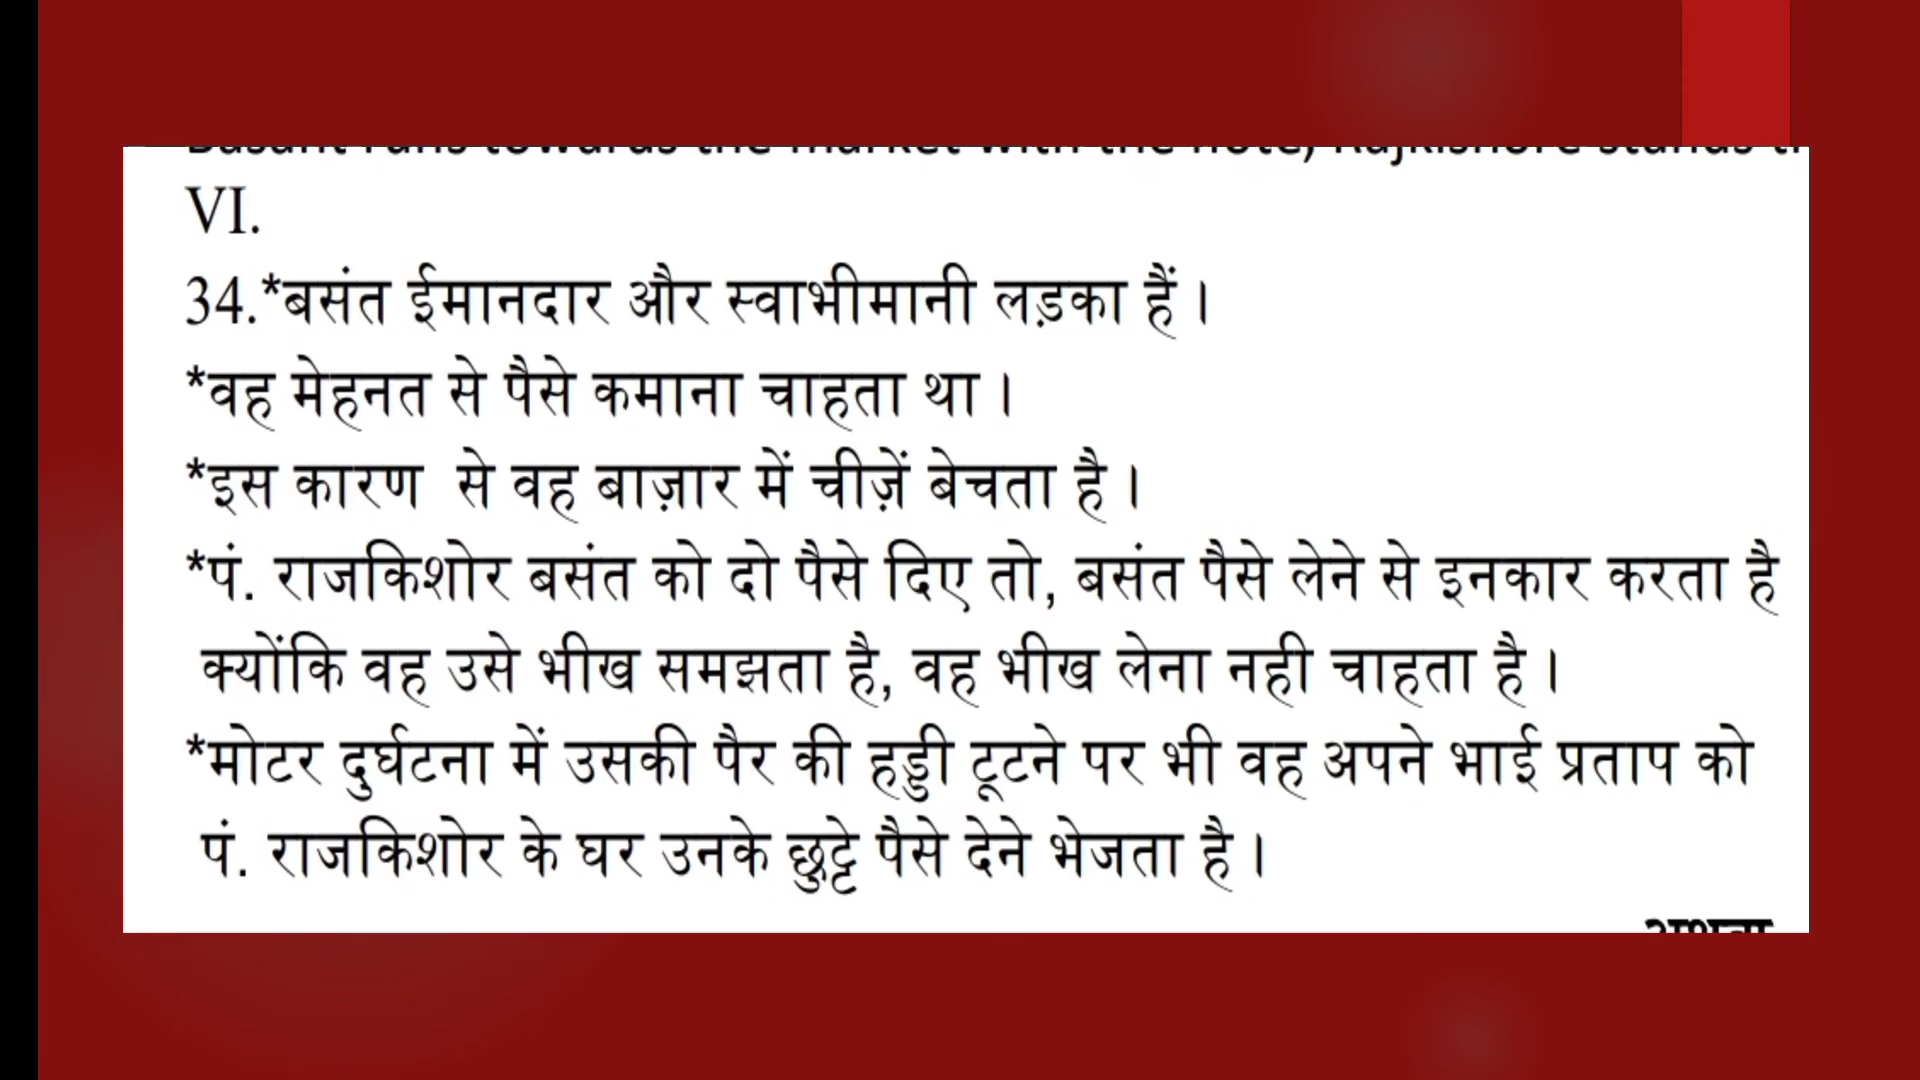 VI.
34.*बसंत ईमानदार और स्वाभीमानी लड़का हैं ।
*वह मेहनत से पैसे कमाना चाहता था ।
*इस कारण से वह बाज़ार में चीज़ें बेचता है ।
*पं. राजकिशोर बसंत को दो पैसे दिए तो, बसंत पैसे लेने से इनकार करता है
क्योंकि वह उसे भीख समझता है, वह भीख लेना नही चाहता है ।
*मोटर दुर्घटना में उसकी पैर की हड्डी टूटने पर भी वह अपने भाई प्रताप को
पं. राजकिशोर के घर उनके छुट्टे पैसे देने भेजता है ।